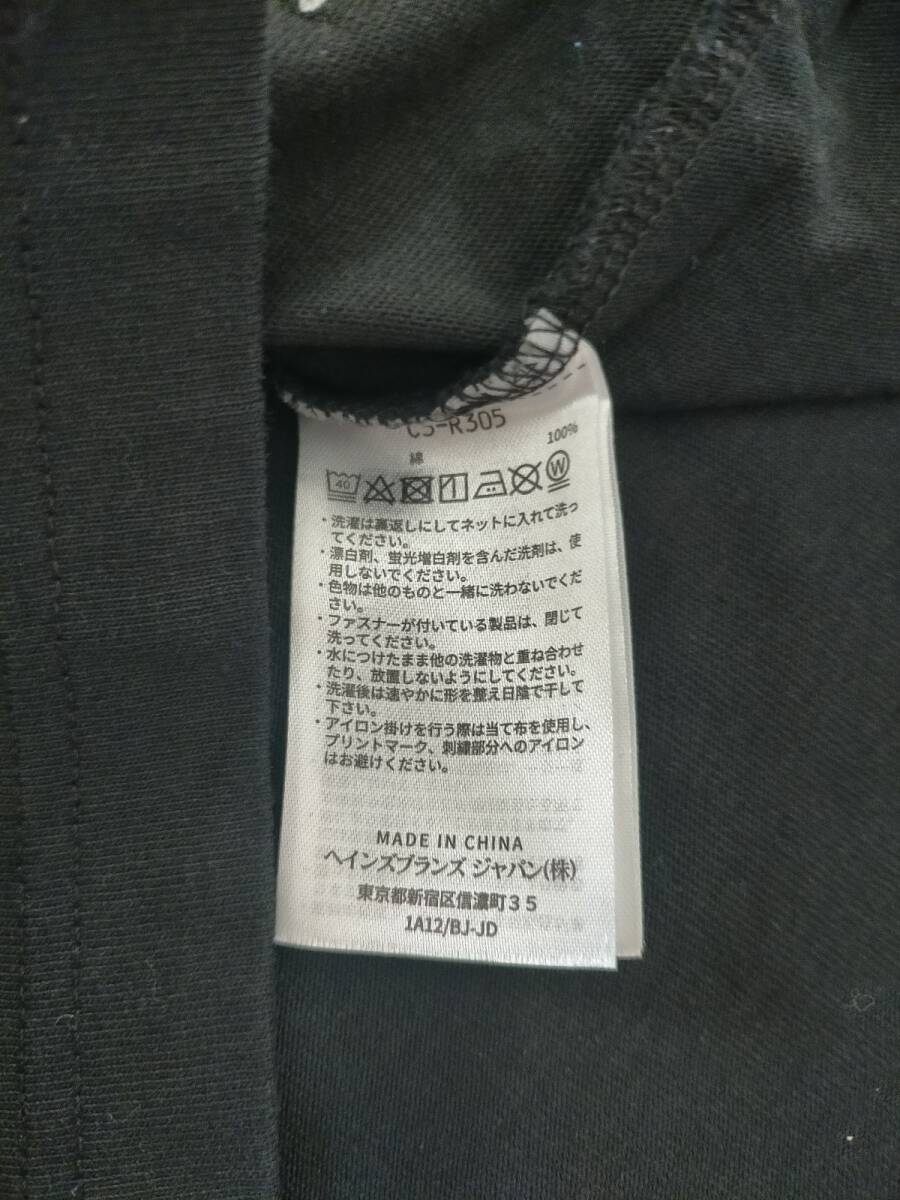 C3-R305
綿 100%
40
W
・洗濯は裏返しにしてネットに入れて洗っ
てください。
・漂白剤、蛍光増白剤を含んだ洗剤は、使
用しないでください。
・色物は他のものと一緒に洗わないでくだ
さい。
・ファスナーが付いている製品は、閉じて
洗ってください。
・水につけたまま他の洗濯物と重ね合わせ
たり、放置しないようにしてください。
・洗濯後は速やかに形を整え日陰で干して
下さい。
・アイロン掛けを行う際は当て布を使用し、
プリントマーク、刺繍部分へのアイロン
はお避けください。
MADE IN CHINA
ヘインズブランズ ジャパン(株)
東京都新宿区信濃町35
1A12/BJ-JD